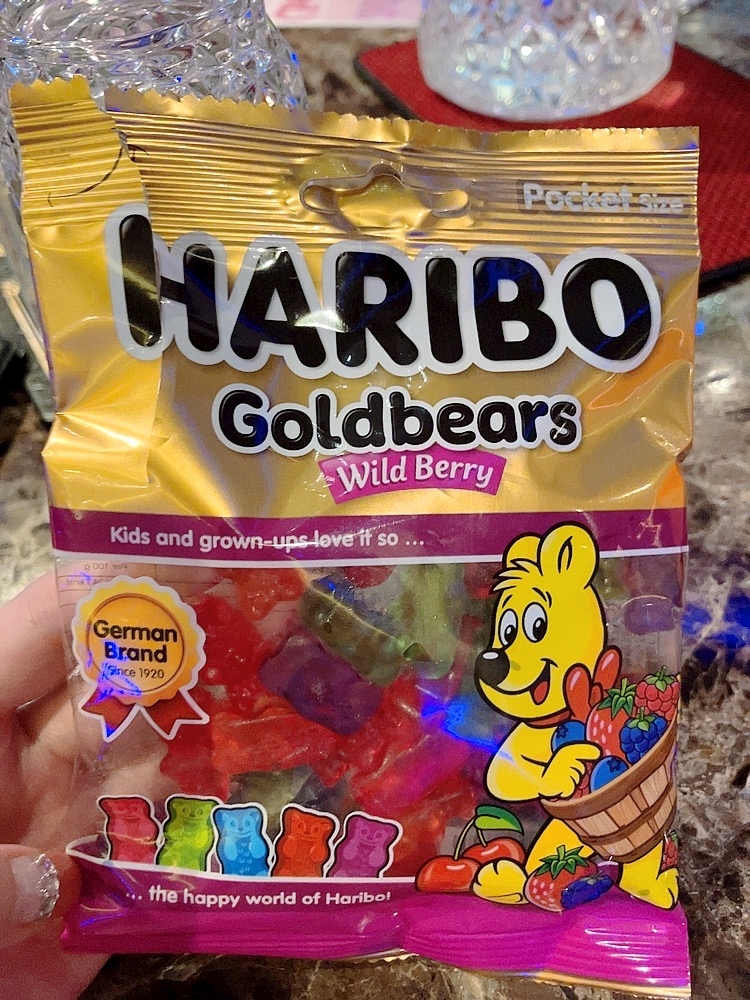 Pocket Size
HARIBO
Goldbears
Wild Berry
Kids and grown-ups love it so ...
German
Brand
Since 1920
... the happy world of Haribo!